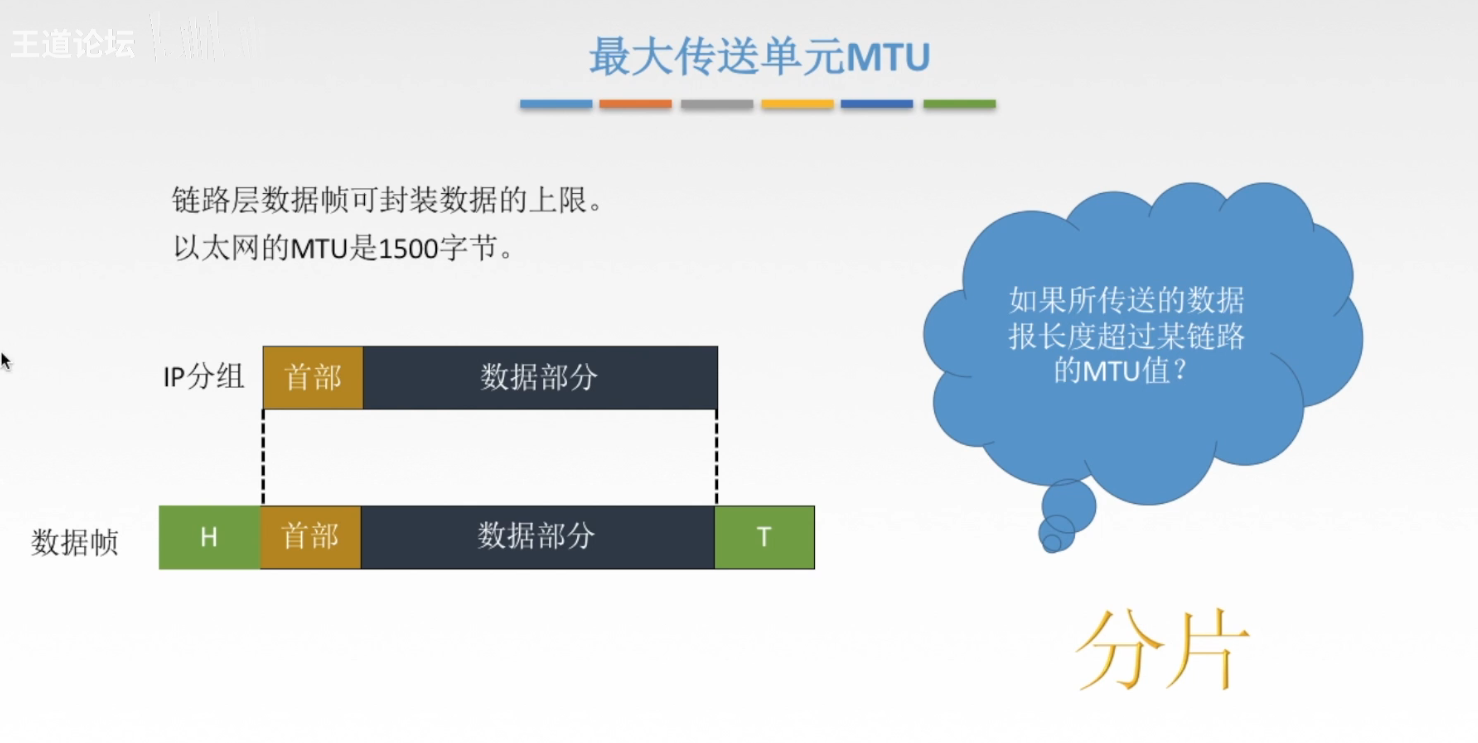 王道论坛
最大传送单元MTU
链路层数据帧可封装数据的上限。
以太网的MTU是1500字节。
如果所传送的数据
报长度超过某链路
的MTU值？
IP分组
首部
数据部分
数据帧
H
首部
数据部分
T
分片